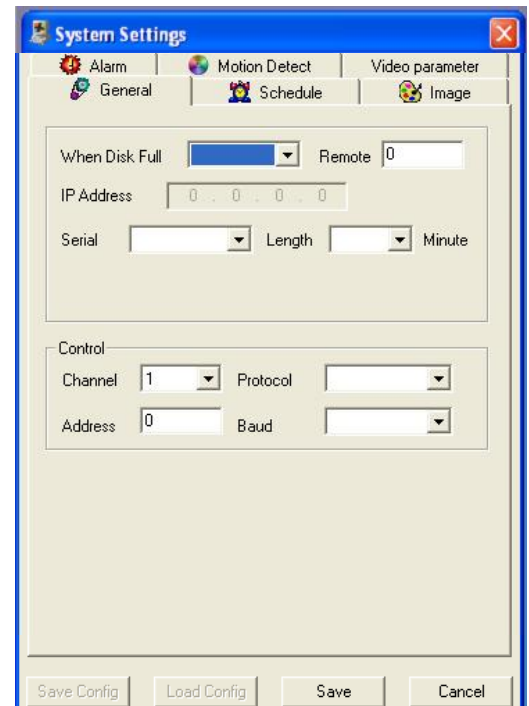 System Settings
Alarm Motion Detect Video parameter
General Schedule Image
When Disk Full Remote 0
IP Address 0 . 0 . 0 . 0
Serial Length Minute
Control
Channel 1 Protocol
Address 0 Baud
Save Config Load Config Save Cancel